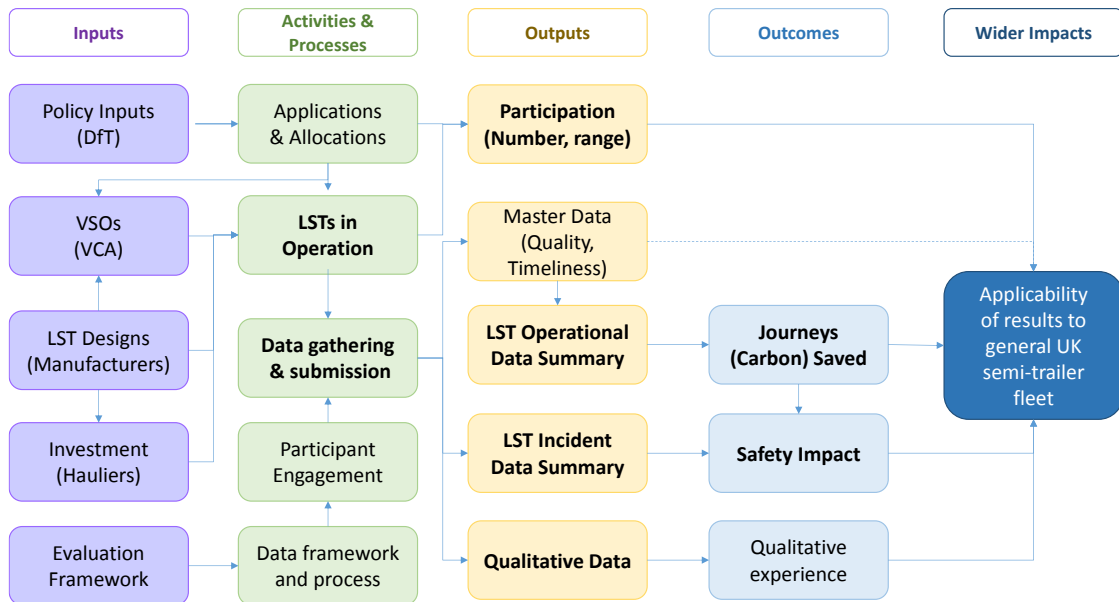 Inputs
Activities &
Processes
Outputs
Outcomes
Wider Impacts
Policy Inputs
(DfT)
Applications
& Allocations
Participation
(Number, range)
VSOs
(VCA)
LSTs in
Operation
Master Data
(Quality,
Timeliness)
LST Designs
(Manufacturers)
Data gathering
& submission
LST Operational
Data Summary
Journeys
(Carbon) Saved
Applicability
of results to
general UK
semi-trailer
fleet
Investment
(Hauliers)
Participant
Engagement
LST Incident
Data Summary
Safety Impact
Evaluation
Framework
Data framework
and process
Qualitative Data
Qualitative
experience